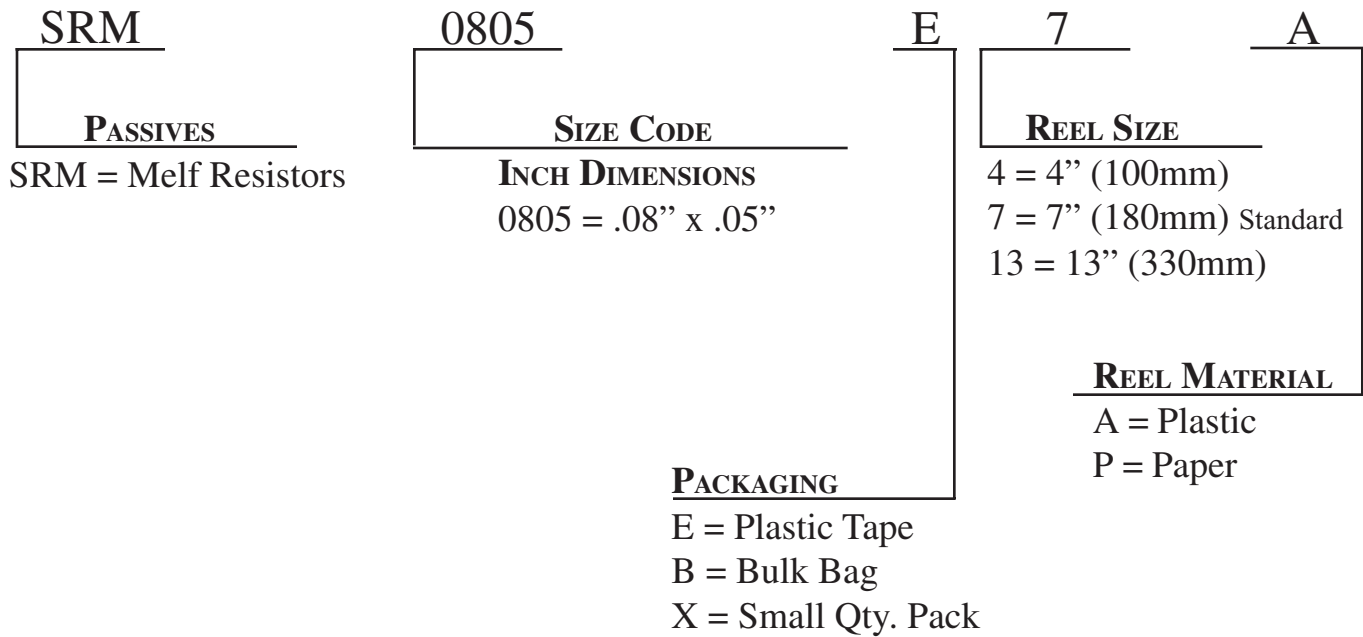 SRM 0805 E 7 A
PASSIVES
SRM = Melf Resistors
SIZE CODE
INCH DIMENSIONS
0805 = .08” x .05”
REEL SIZE
4 = 4” (100mm)
7 = 7” (180mm) Standard
13 = 13” (330mm)
REEL MATERIAL
A = Plastic
P = Paper
PACKAGING
E = Plastic Tape
B = Bulk Bag
X = Small Qty. Pack